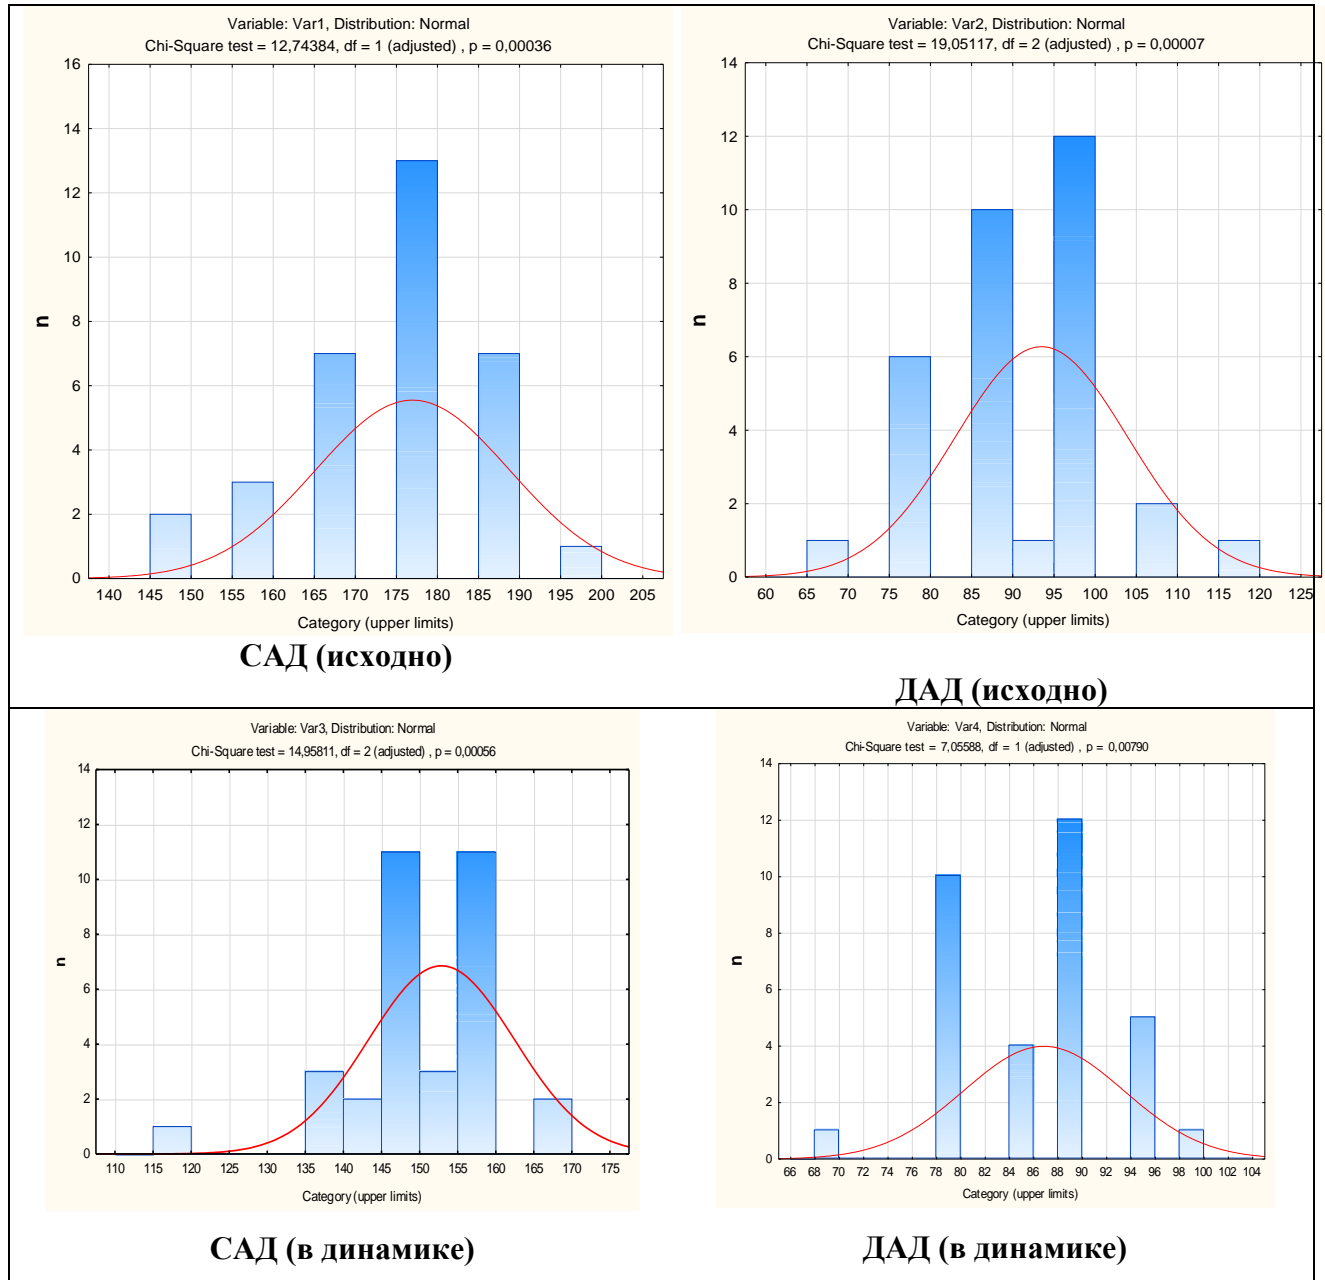 Variable: Var1, Distribution: Normal
Chi-Square test = 12,74384, df = 1 (adjusted) , p = 0,00036
16
14
12
10
8
6
4
2
0
n
140 145 150 155 160 165 170 175 180 185 190 195 200 205
Category (upper limits)
САД (исходно)
Variable: Var2, Distribution: Normal
Chi-Square test = 19,05117, df = 2 (adjusted) , p = 0,00007
14
12
10
8
6
4
2
0
n
60 65 70 75 80 85 90 95 100 105 110 115 120 125
Category (upper limits)
ДАД (исходно)
Variable: Var3, Distribution: Normal
Chi-Square test = 14,95811, df = 2 (adjusted) , p = 0,00056
14
12
10
8
6
4
2
0
n
110 115 120 125 130 135 140 145 150 155 160 165 170 175
Category (upper limits)
САД (в динамике)
Variable: Var4, Distribution: Normal
Chi-Square test = 7,05588, df = 1 (adjusted) , p = 0,00790
14
12
10
8
6
4
2
0
n
66 68 70 72 74 76 78 80 82 84 86 88 90 92 94 96 98 100 102 104
Category (upper limits)
ДАД (в динамике)